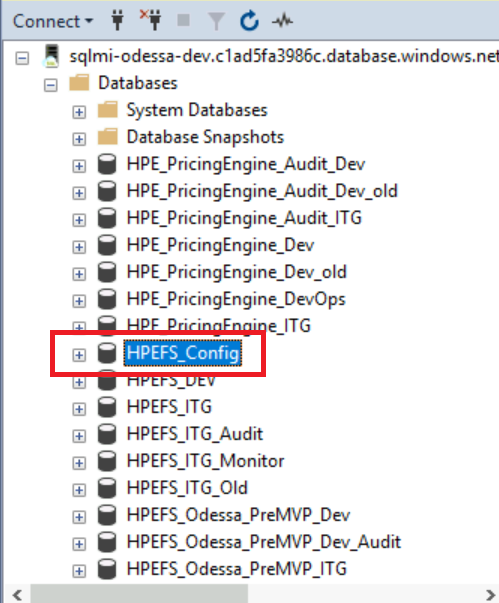 Connect
sqlmi-odessa-dev.c1ad5fa3986c.database.windows.net
Databases
System Databases
Database Snapshots
HPE_PricingEngine_Audit_Dev
HPE_PricingEngine_Audit_Dev_old
HPE_PricingEngine_Audit_ITG
HPE_PricingEngine_Dev
HPE_PricingEngine_Dev_old
HPE_PricingEngine_DevOps
HPE_PricingEngine_ITG
HPEFS_Config
HPEFS_DEV
HPEFS_ITG
HPEFS_ITG_Audit
HPEFS_ITG_Monitor
HPEFS_ITG_Old
HPEFS_Odessa_PreMVP_Dev
HPEFS_Odessa_PreMVP_Dev_Audit
HPEFS_Odessa_PreMVP_ITG